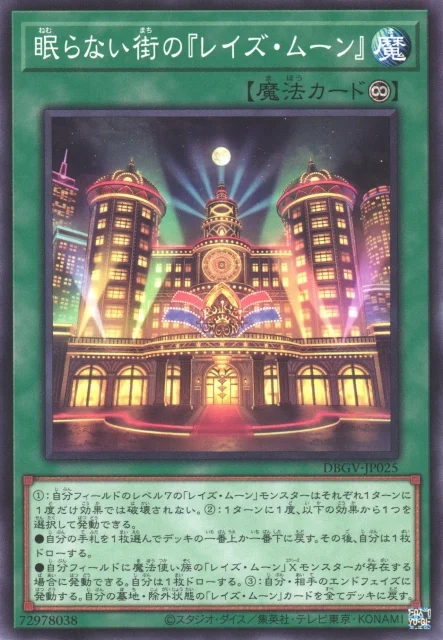 眠らない街の『レイズ・ムーン』
魔
【魔法カード】
DBGV-JP025
①:自分フィールドのレベル7の「レイズ・ムーン」モンスターはそれぞれ1ターンに
1度だけ効果では破壊されない。②:1ターンに1度、以下の効果から1つを
選択して発動できる。
●自分の手札を1枚選んでデッキの一番上か一番下に戻す。その後、自分は1枚
ドローする。
●自分フィールドに魔法使い族の「レイズ・ムーン」Xモンスターが存在する
場合に発動できる。自分は1枚ドローする。③:自分・相手のエンドフェイズに
発動する。自分の墓地・除外状態の「レイズ・ムーン」カードを全てデッキに戻す。
72978038
©スタジオ・ダイス/集英社・テレビ東京・KONAMI